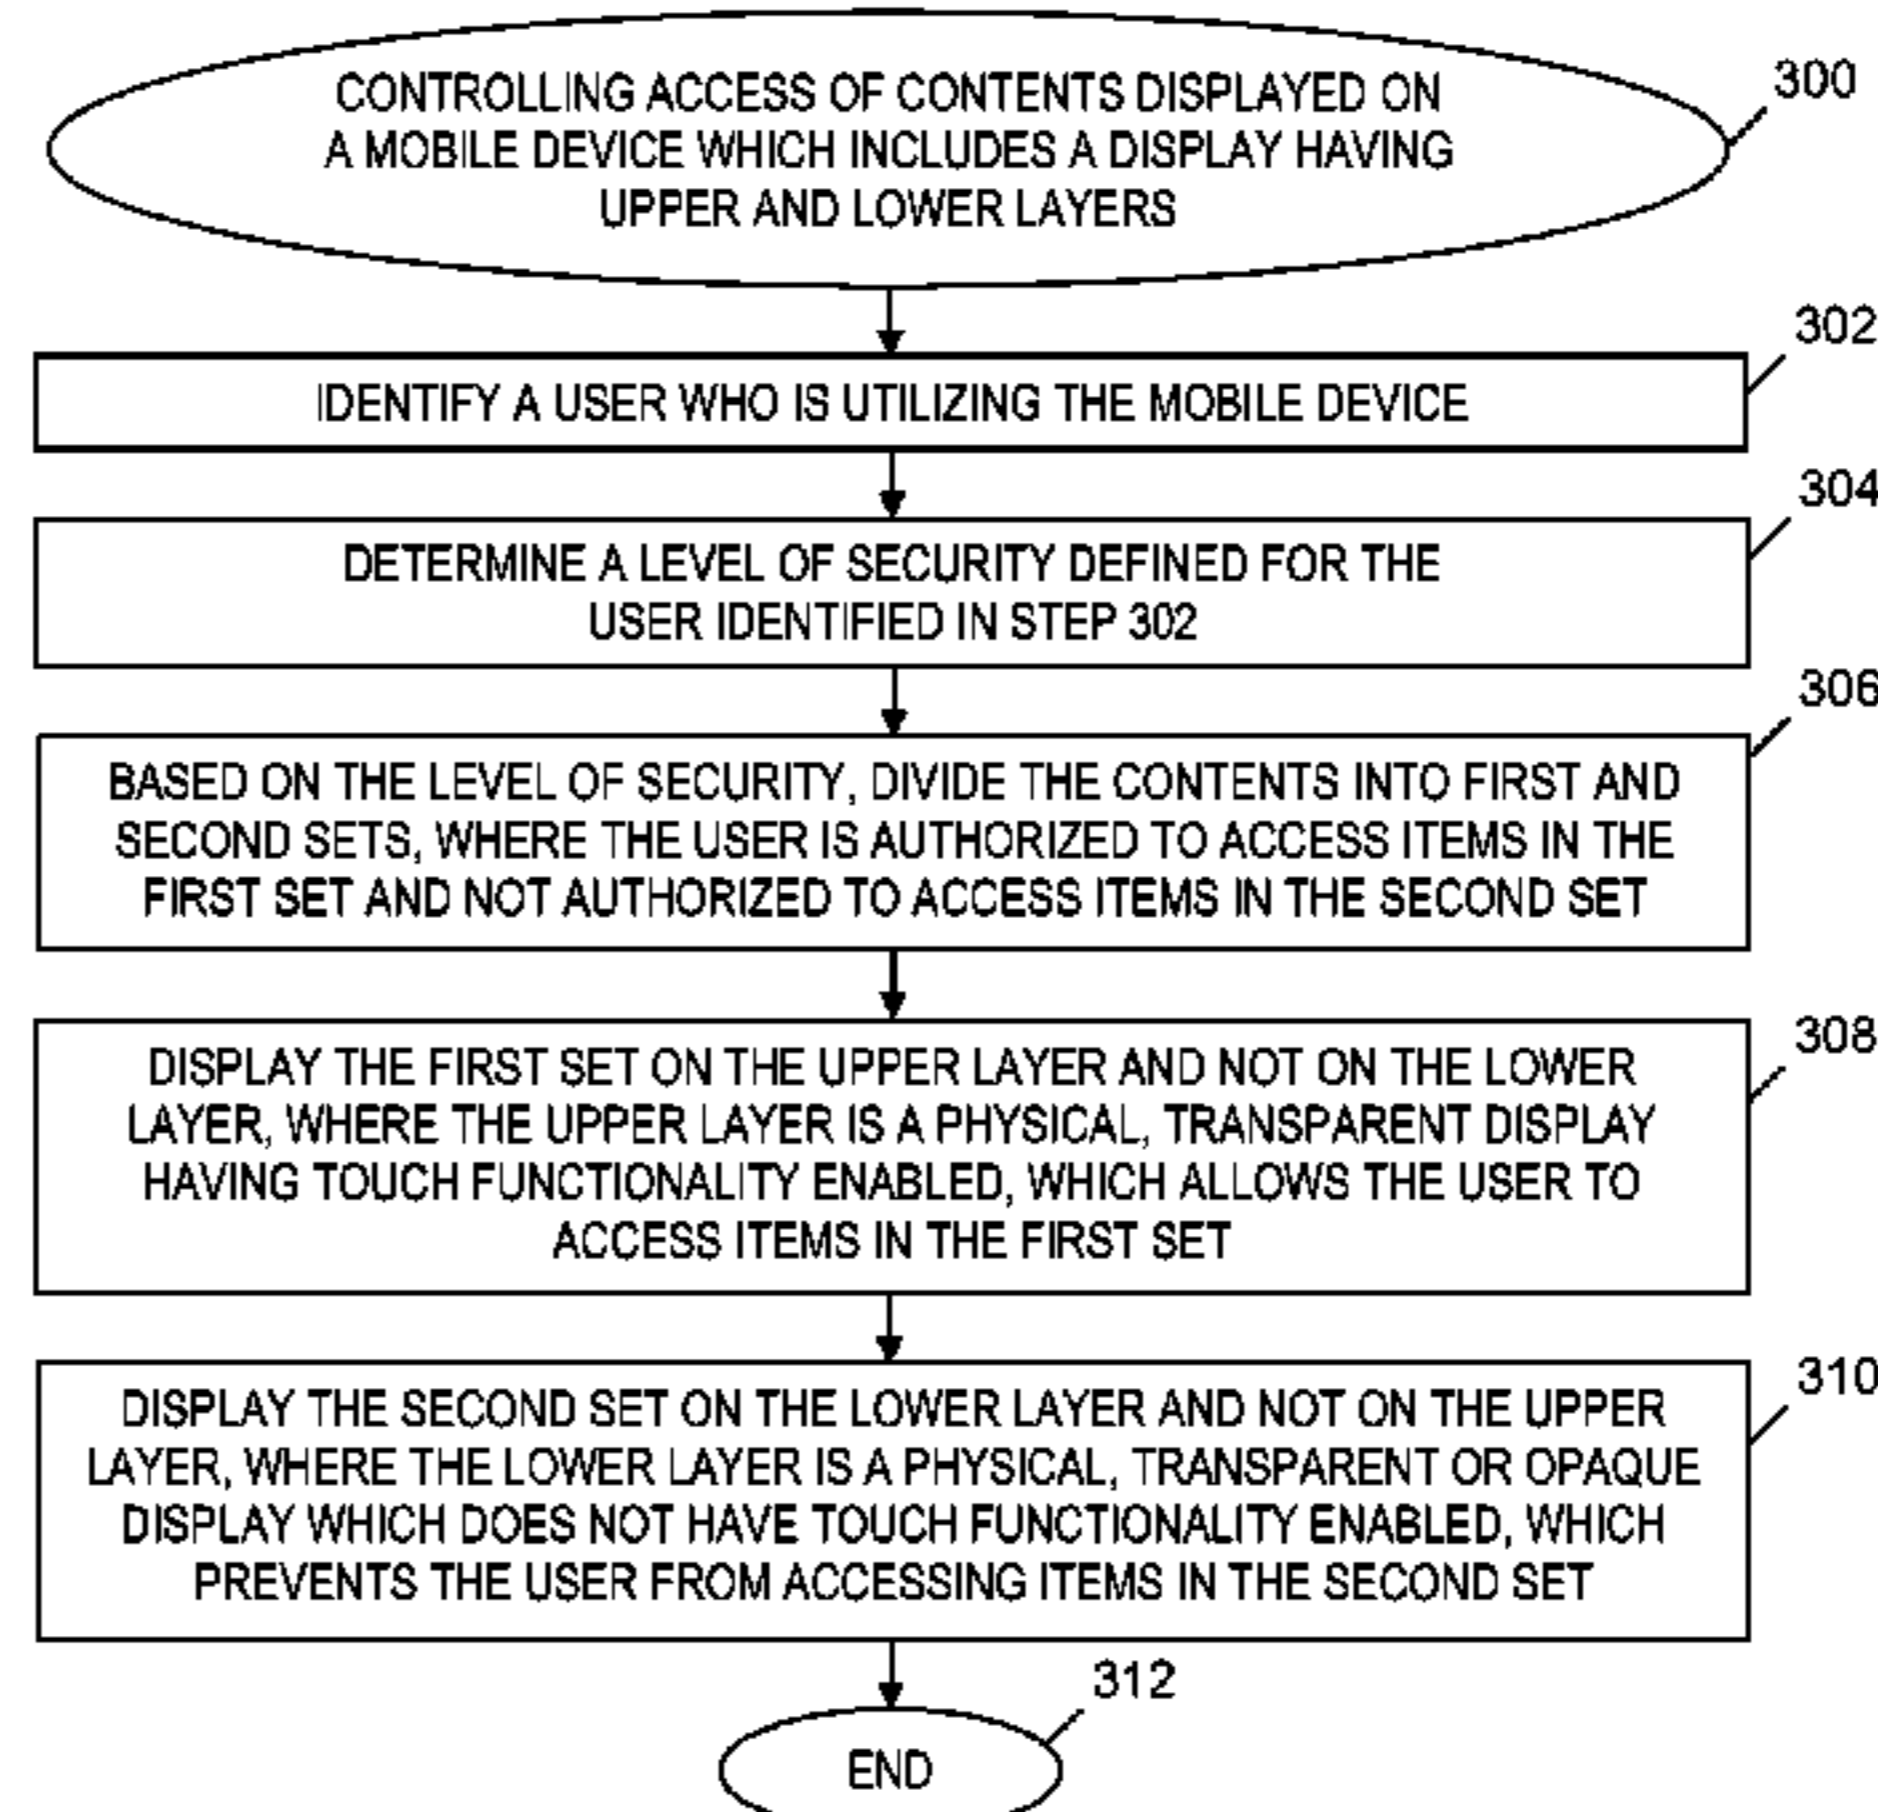 CONTROLLING ACCESS OF CONTENTS DISPLAYED ON
A MOBILE DEVICE WHICH INCLUDES A DISPLAY HAVING
UPPER AND LOWER LAYERS
300
302
IDENTIFY A USER WHO IS UTILIZING THE MOBILE DEVICE
304
DETERMINE A LEVEL OF SECURITY DEFINED FOR THE
USER IDENTIFIED IN STEP 302
306
BASED ON THE LEVEL OF SECURITY, DIVIDE THE CONTENTS INTO FIRST AND
SECOND SETS, WHERE THE USER IS AUTHORIZED TO ACCESS ITEMS IN THE
FIRST SET AND NOT AUTHORIZED TO ACCESS ITEMS IN THE SECOND SET
308
DISPLAY THE FIRST SET ON THE UPPER LAYER AND NOT ON THE LOWER
LAYER, WHERE THE UPPER LAYER IS A PHYSICAL, TRANSPARENT DISPLAY
HAVING TOUCH FUNCTIONALITY ENABLED, WHICH ALLOWS THE USER TO
ACCESS ITEMS IN THE FIRST SET
310
DISPLAY THE SECOND SET ON THE LOWER LAYER AND NOT ON THE UPPER
LAYER, WHERE THE LOWER LAYER IS A PHYSICAL, TRANSPARENT OR OPAQUE
DISPLAY WHICH DOES NOT HAVE TOUCH FUNCTIONALITY ENABLED, WHICH
PREVENTS THE USER FROM ACCESSING ITEMS IN THE SECOND SET
312
END